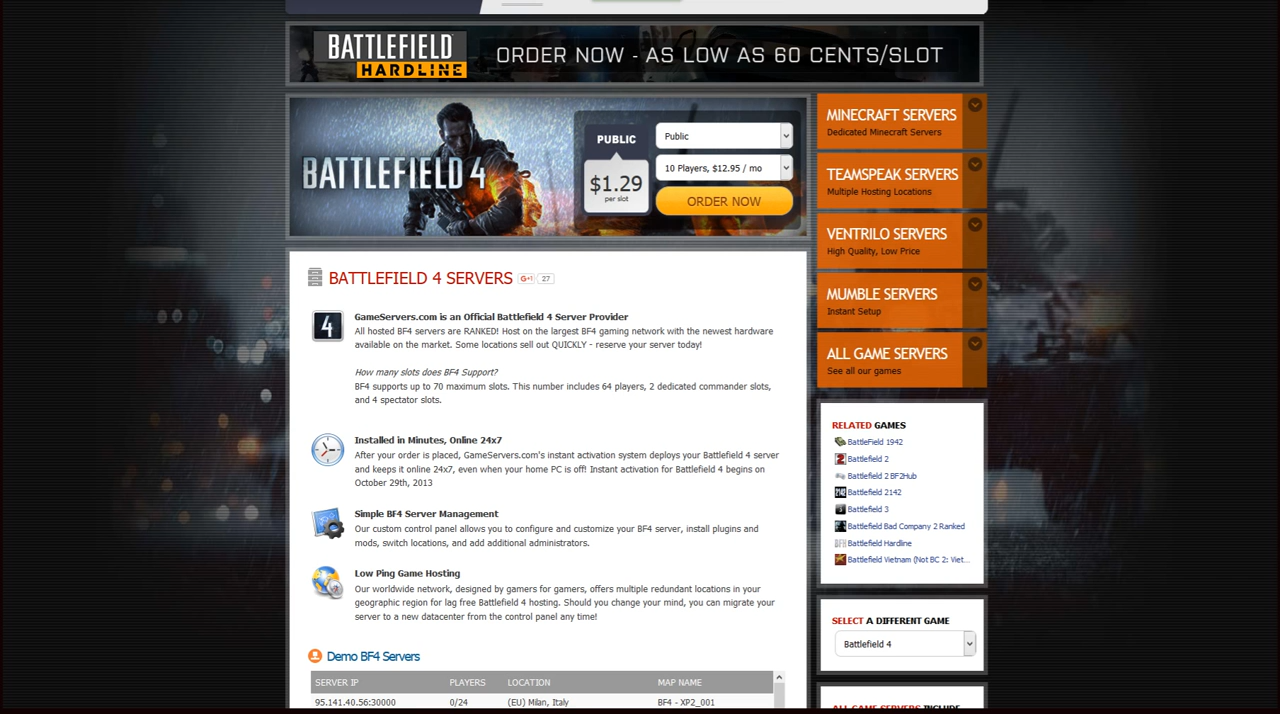 BATTLEFIELD
HARDLINE
ORDER NOW - AS LOW AS 60 CENTS/SLOT
BATTLEFIELD 4
PUBLIC
$1.29
per slot
Public
10 Players, $12.95 / mo
ORDER NOW
BATTLEFIELD 4 SERVERS
G+1 27
4
GameServers.com is an Official Battlefield 4 Server Provider
All hosted BF4 servers are RANKED! Host on the largest BF4 gaming network with the newest hardware
available on the market. Some locations sell out QUICKLY - reserve your server today!
How many slots does BF4 Support?
BF4 supports up to 70 maximum slots. This number includes 64 players, 2 dedicated commander slots,
and 4 spectator slots.
Installed in Minutes, Online 24x7
After your order is placed, GameServers.com's instant activation system deploys your Battlefield 4 server
and keeps it online 24x7, even when your home PC is off! Instant activation for Battlefield 4 begins on
October 29th, 2013
Simple BF4 Server Management
Our custom control panel allows you to configure and customize your BF4 server, install plugins and
mods, switch locations, and add additional administrators.
Low Ping Game Hosting
Our worldwide network, designed by gamers for gamers, offers multiple redundant locations in your
geographic region for lag free Battlefield 4 hosting. Should you change your mind, you can migrate your
server to a new datacenter from the control panel any time!
Demo BF4 Servers
SERVER IP PLAYERS LOCATION MAP NAME
95.141.40.56:30000 0/24 (EU) Milan, Italy BF4 - XP2_001
MINECRAFT SERVERS
Dedicated Minecraft Servers
TEAMSPEAK SERVERS
Multiple Hosting Locations
VENTRILO SERVERS
High Quality, Low Price
MUMBLE SERVERS
Instant Setup
ALL GAME SERVERS
See all our games
RELATED GAMES
BattleField 1942
Battlefield 2
Battlefield 2 BF2Hub
Battlefield 2142
Battlefield 3
Battlefield Bad Company 2 Ranked
Battlefield Hardline
Battlefield Vietnam (Not BC 2: Viet...
SELECT A DIFFERENT GAME
Battlefield 4
ALL GAME SERVERS INCLUDE